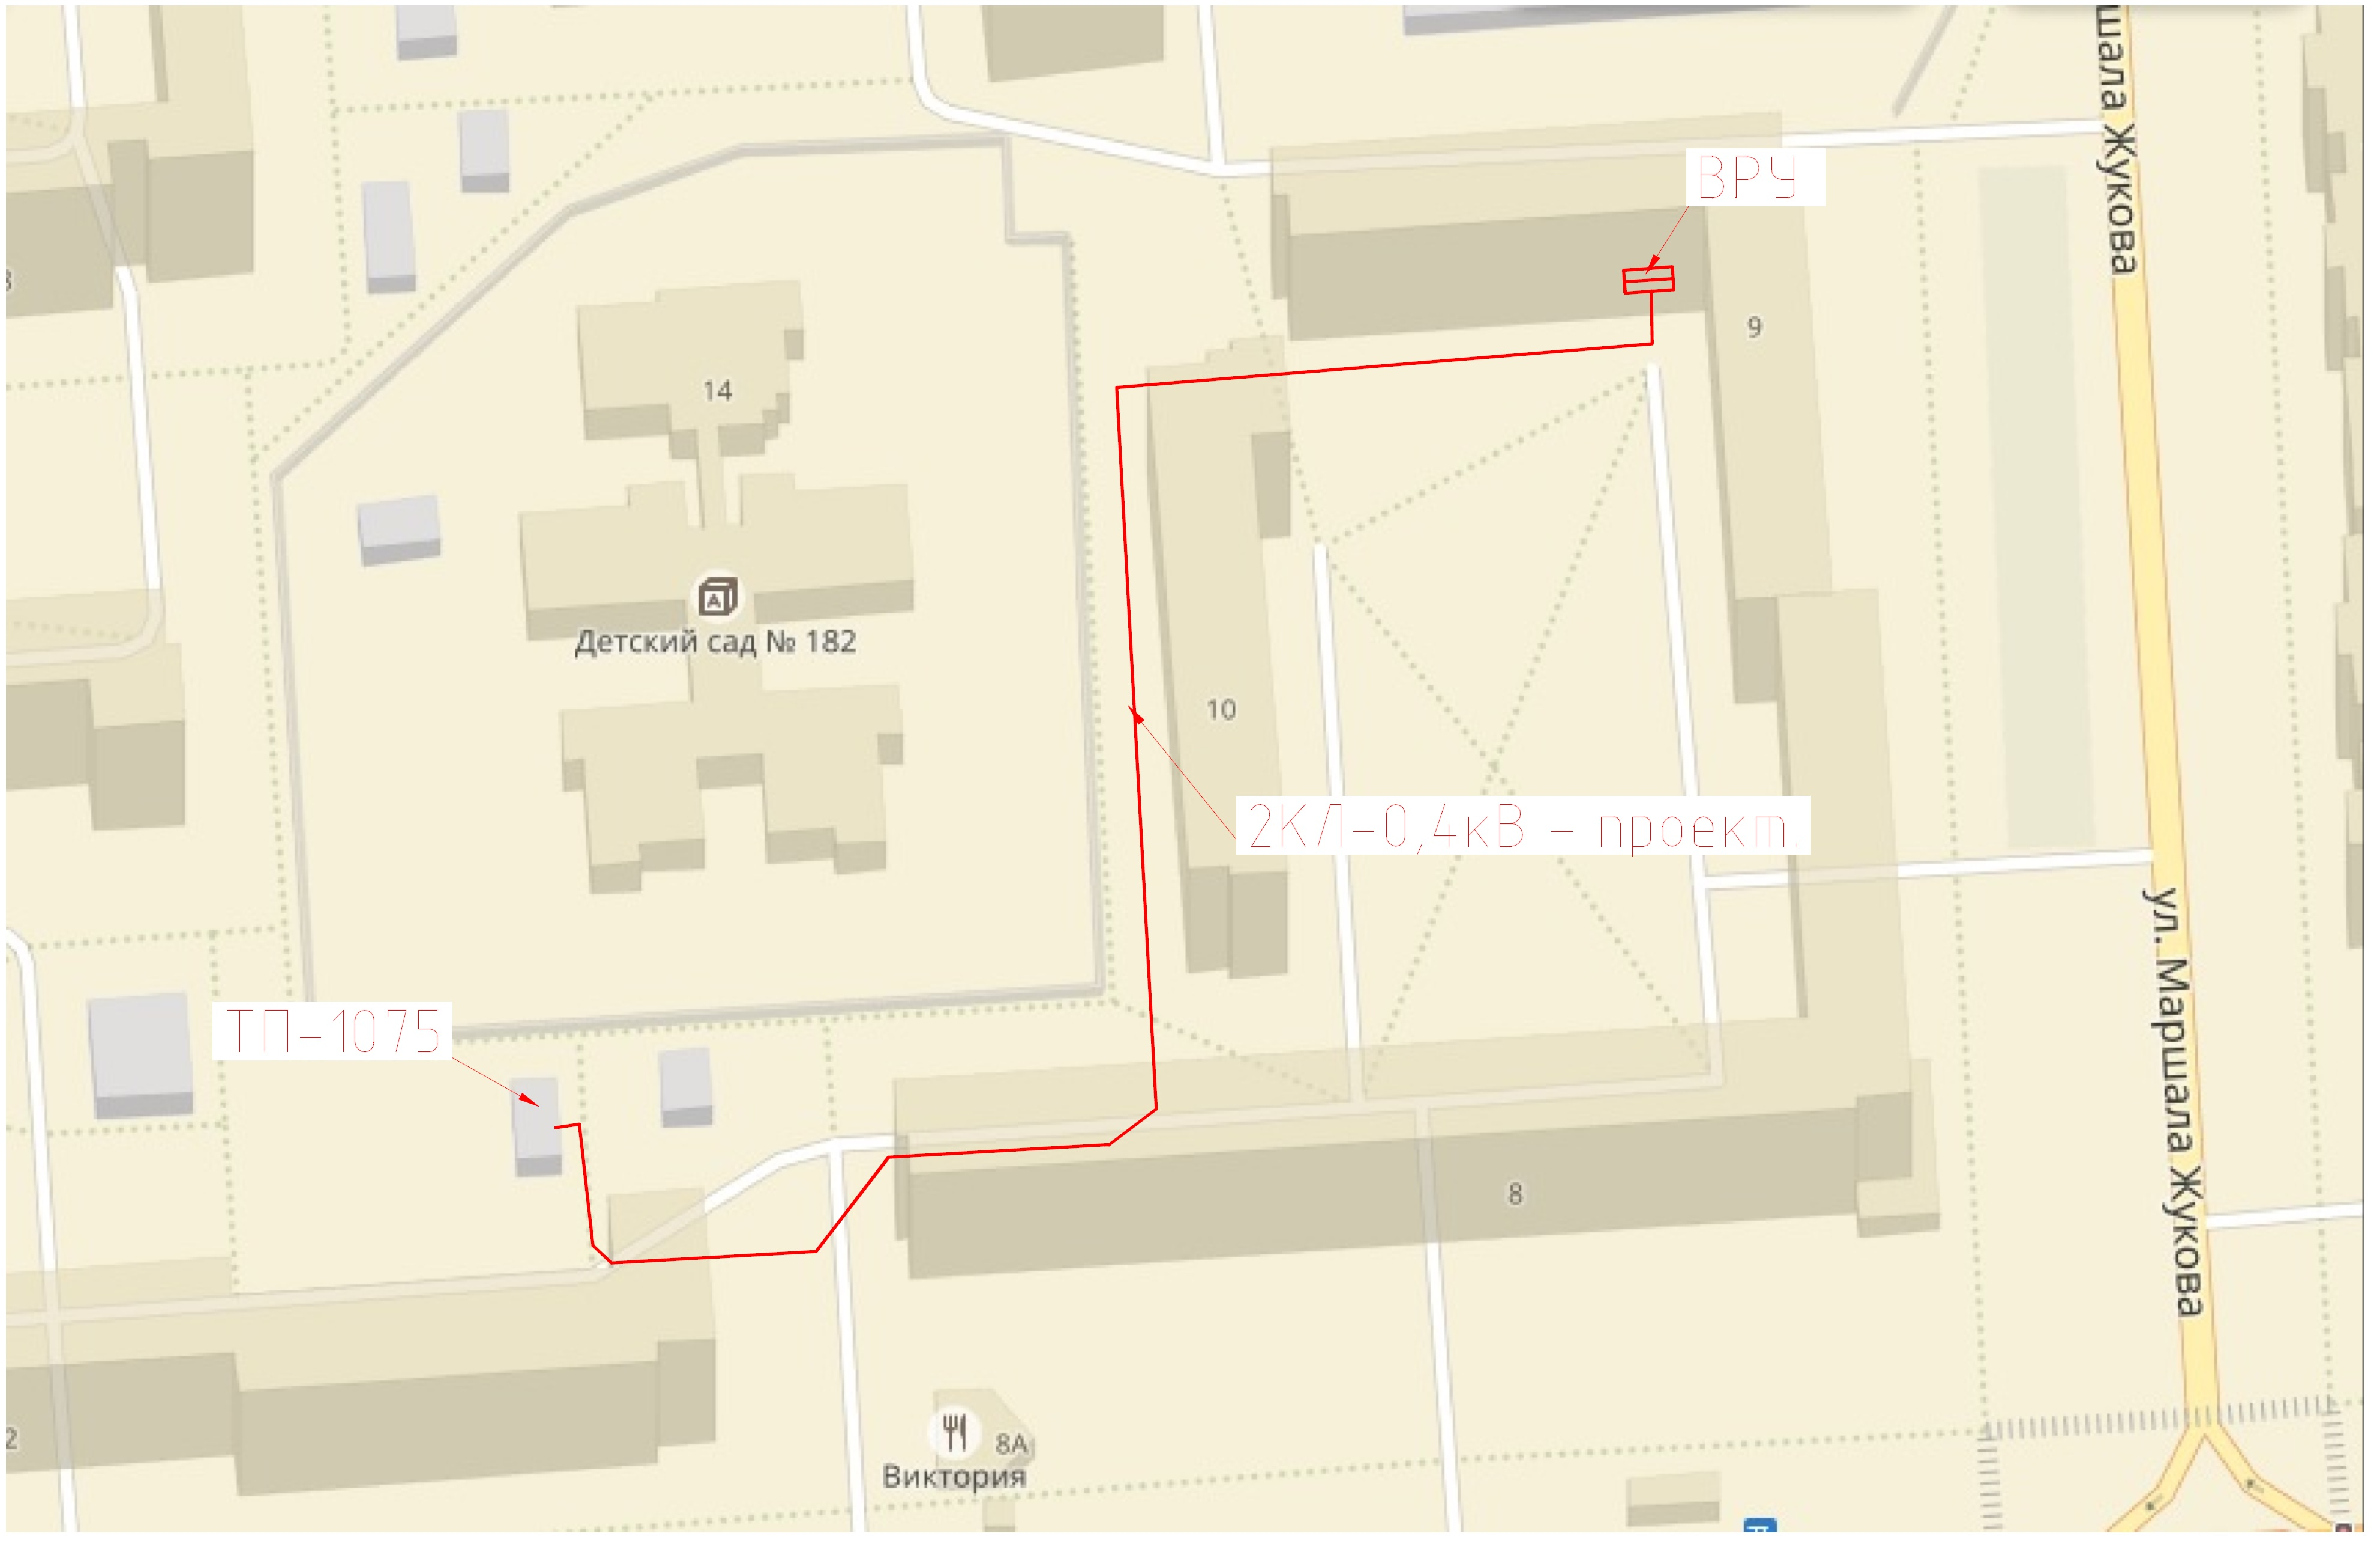 шала Жукова
ВРУ
9
14
Детский сад № 182
10
2КЛ-0,4кВ - проект.
ул. Маршала Жукова
ТП-1075
8
2
8А
Виктория